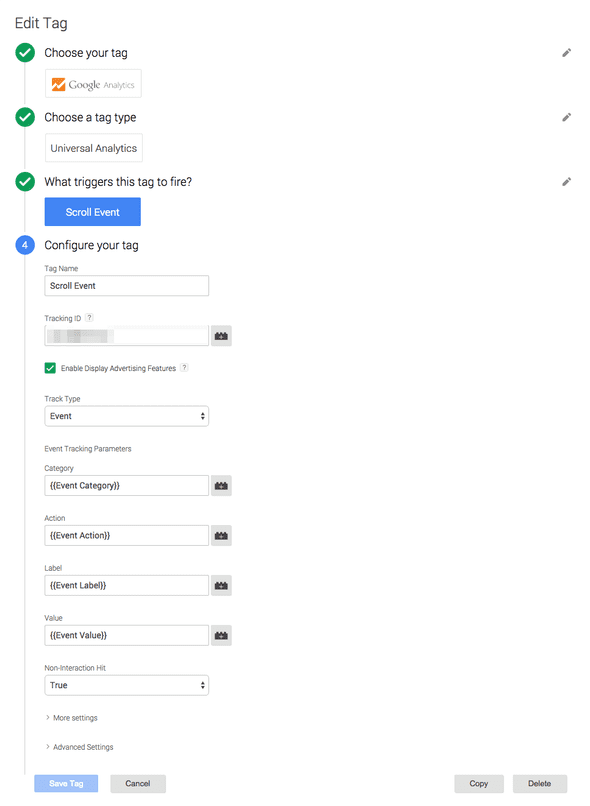 Edit Tag
Choose your tag
Google Analytics
Choose a tag type
Universal Analytics
What triggers this tag to fire?
Scroll Event
4 Configure your tag
Tag Name
Scroll Event
Tracking ID ?
Enable Display Advertising Features ?
Track Type
Event
Event Tracking Parameters
Category
{{Event Category}}
Action
{{Event Action}}
Label
{{Event Label}}
Value
{{Event Value}}
Non-Interaction Hit
True
More settings
Advanced Settings
Save Tag Cancel Copy Delete